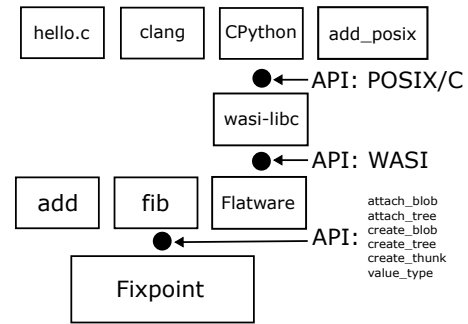 hello.c clang CPython add_posix
API: POSIX/C
wasi-libc
API: WASI
add fib Flatware
API:
attach_blob
attach_tree
create_blob
create_tree
create_thunk
value_type
Fixpoint